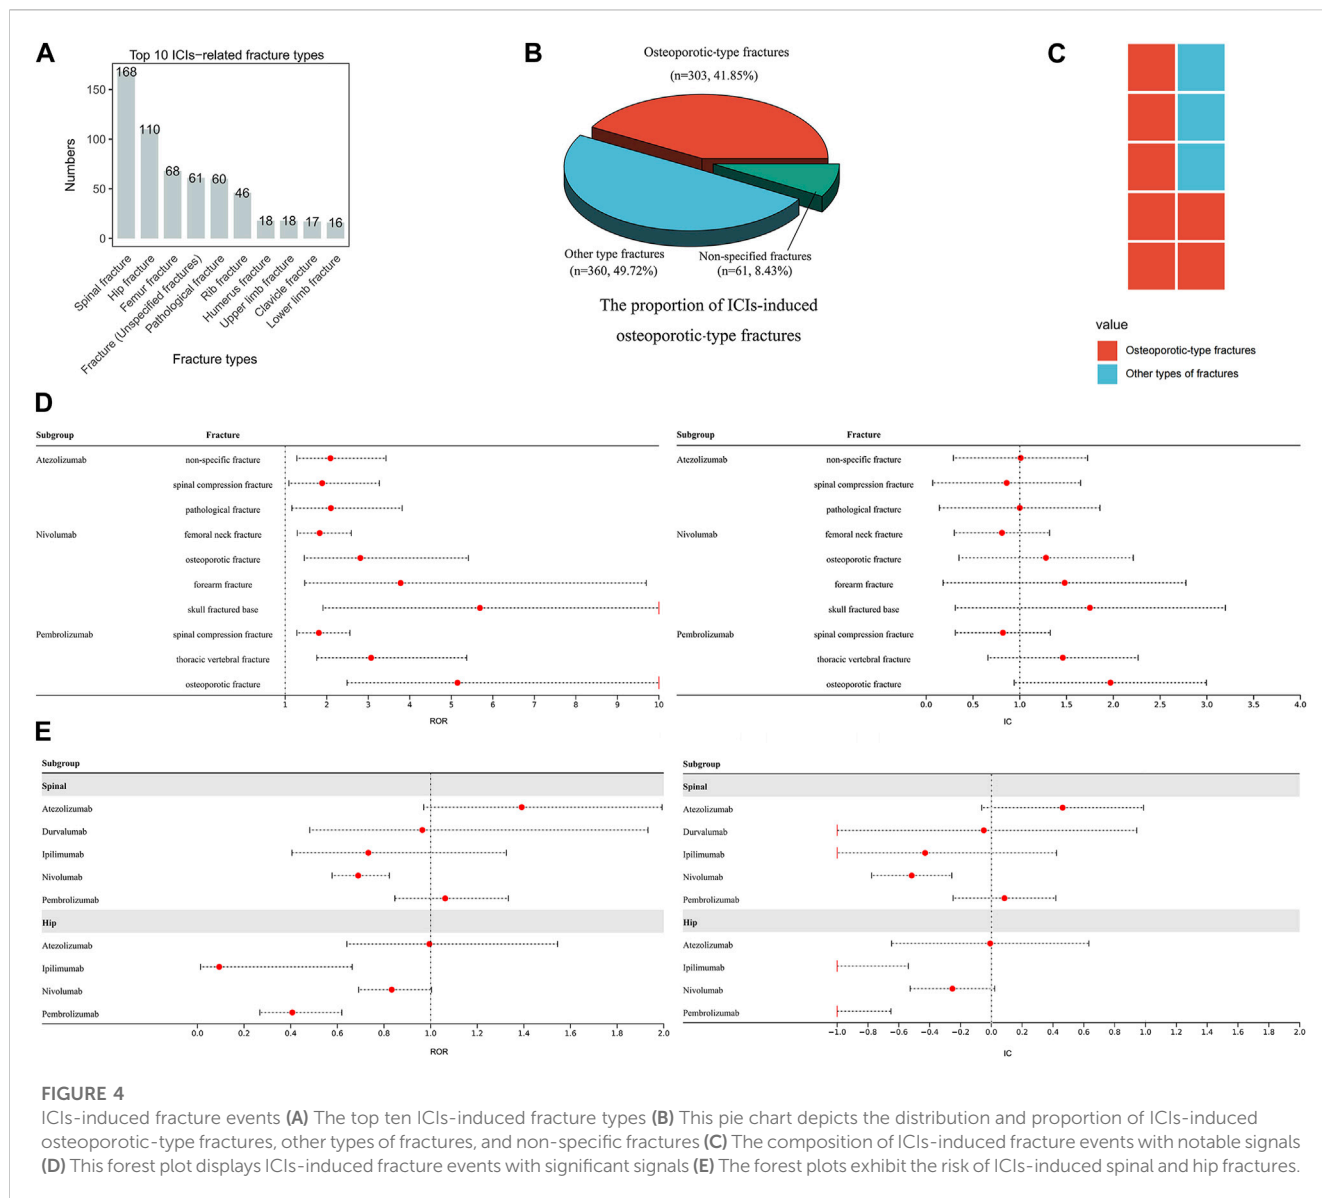 A
Top 10 ICIs−related fracture types
Numbers
150
100
50
0
168
110
68
61
60
46
18
18
17
16
Spinal fracture
Hip fracture
Femur fracture
Fracture (Unspecified fractures)
Pathological fracture
Rib fracture
Humerus fracture
Upper limb fracture
Clavicle fracture
Lower limb fracture
Fracture types
B
Osteoporotic-type fractures
(n=303, 41.85%)
Other type fractures
(n=360, 49.72%)
Non-specified fractures
(n=61, 8.43%)
The proportion of ICIs-induced
osteoporotic-type fractures
C
value
Osteoporotic-type fractures
Other types of fractures
D
Subgroup Fracture
Atezolizumab non-specific fracture
spinal compression fracture
pathological fracture
Nivolumab femoral neck fracture
osteoporotic fracture
forearm fracture
skull fractured base
Pembrolizumab spinal compression fracture
thoracic vertebral fracture
osteoporotic fracture
1 2 3 4 5 6 7 8 9 10
ROR
Subgroup Fracture
Atezolizumab non-specific fracture
spinal compression fracture
pathological fracture
Nivolumab femoral neck fracture
osteoporotic fracture
forearm fracture
skull fractured base
Pembrolizumab spinal compression fracture
thoracic vertebral fracture
osteoporotic fracture
0.0 0.5 1.0 1.5 2.0 2.5 3.0 3.5 4.0
IC
E
Subgroup
Spinal
Atezolizumab
Durvalumab
Ipilimumab
Nivolumab
Pembrolizumab
Hip
Atezolizumab
Ipilimumab
Nivolumab
Pembrolizumab
0.0 0.2 0.4 0.6 0.8 1.0 1.2 1.4 1.6 1.8 2.0
ROR
Subgroup
Spinal
Atezolizumab
Durvalumab
Ipilimumab
Nivolumab
Pembrolizumab
Hip
Atezolizumab
Ipilimumab
Nivolumab
Pembrolizumab
−1.0 −0.8 −0.6 −0.4 −0.2 0.0 0.2 0.4 0.6 0.8 1.0 1.2 1.4 1.6 1.8 2.0
IC
FIGURE 4
ICIs-induced fracture events (A) The top ten ICIs-induced fracture types (B) This pie chart depicts the distribution and proportion of ICIs-induced
osteoporotic-type fractures, other types of fractures, and non-specific fractures (C) The composition of ICIs-induced fracture events with notable signals
(D) This forest plot displays ICIs-induced fracture events with significant signals (E) The forest plots exhibit the risk of ICIs-induced spinal and hip fractures.